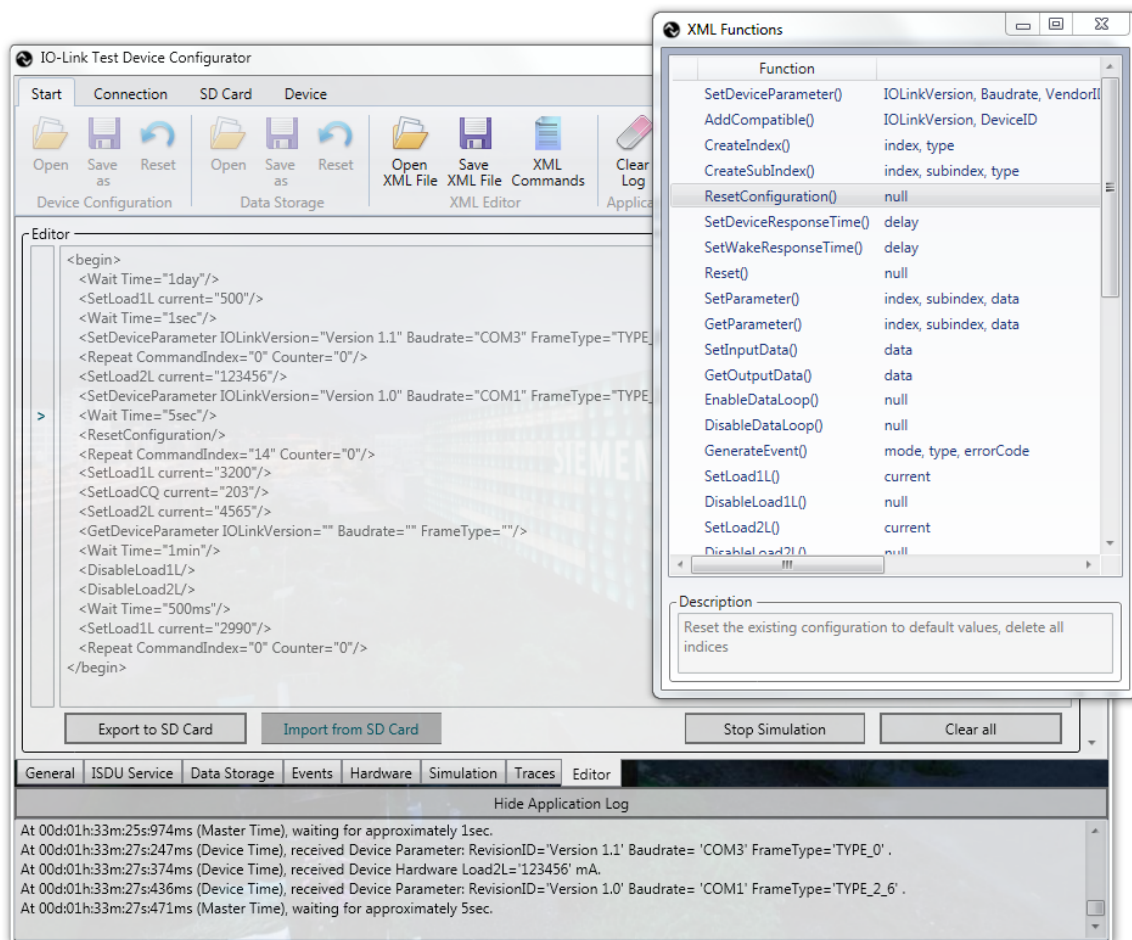 XML Functions
IO-Link Test Device Configurator
Start Connection SD Card Device
Open Save as Reset Open Save as Reset Open XML File Save XML File XML Commands Clear Log
Device Configuration Data Storage XML Editor Applica
Function
SetDeviceParameter() IOLinkVersion, Baudrate, VendorID
AddCompatible() IOLinkVersion, DeviceID
CreateIndex() index, type
CreateSubIndex() index, subindex, type
ResetConfiguration() null
SetDeviceResponseTime() delay
SetWakeResponseTime() delay
Reset() null
SetParameter() index, subindex, data
GetParameter() index, subindex, data
SetInputData() data
GetOutputData() data
EnableDataLoop() null
DisableDataLoop() null
GenerateEvent() mode, type, errorCode
SetLoad1L() current
DisableLoad1L() null
SetLoad2L() current
DisableLoad2L() null
Description
Reset the existing configuration to default values, delete all
indices
Editor
<begin>
<Wait Time="1day"/>
<SetLoad1L current="500"/>
<Wait Time="1sec"/>
<SetDeviceParameter IOLinkVersion="Version 1.1" Baudrate="COM3" FrameType="TYPE_
<Repeat CommandIndex="0" Counter="0"/>
<SetLoad2L current="123456"/>
<SetDeviceParameter IOLinkVersion="Version 1.0" Baudrate="COM1" FrameType="TYPE_
> <Wait Time="5sec"/>
<ResetConfiguration/>
<Repeat CommandIndex="14" Counter="0"/>
<SetLoad1L current="3200"/>
<SetLoadCQ current="203"/>
<SetLoad2L current="4565"/>
<GetDeviceParameter IOLinkVersion="" Baudrate="" FrameType=""/>
<Wait Time="1min"/>
<DisableLoad1L/>
<DisableLoad2L/>
<Wait Time="500ms"/>
<SetLoad1L current="2990"/>
<Repeat CommandIndex="0" Counter="0"/>
</begin>
SIEMEN
Export to SD Card Import from SD Card Stop Simulation Clear all
General ISDU Service Data Storage Events Hardware Simulation Traces Editor
Hide Application Log
At 00d:01h:33m:25s:974ms (Master Time), waiting for approximately 1sec.
At 00d:01h:33m:27s:247ms (Device Time), received Device Parameter: RevisionID='Version 1.1' Baudrate= 'COM3' FrameType='TYPE_0' .
At 00d:01h:33m:27s:374ms (Device Time), received Device Hardware Load2L='123456' mA.
At 00d:01h:33m:27s:436ms (Device Time), received Device Parameter: RevisionID='Version 1.0' Baudrate= 'COM1' FrameType='TYPE_2_6' .
At 00d:01h:33m:27s:471ms (Master Time), waiting for approximately 5sec.